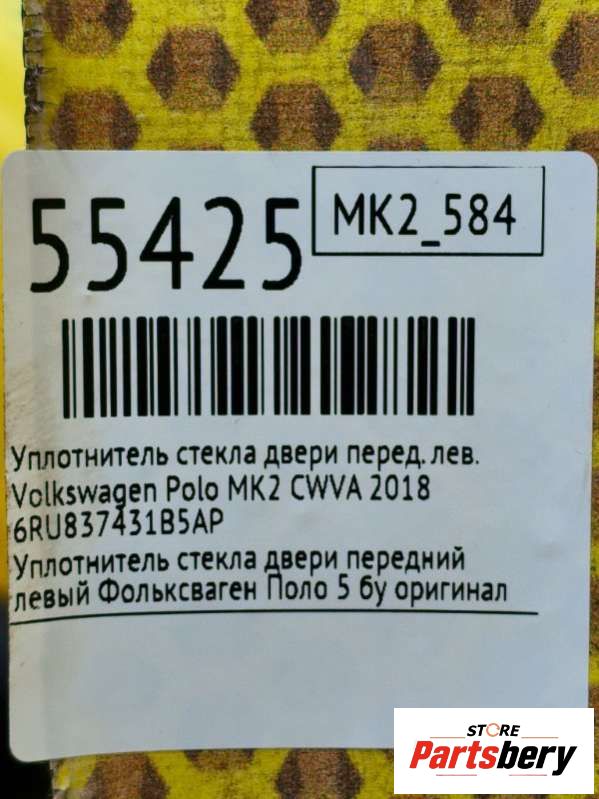 55425
MK2_584
Уплотнитель стекла двери перед. лев.
Volkswagen Polo MK2 CWVA 2018
6RU837431B5AP
Уплотнитель стекла двери передний
левый Фольксваген Поло 5 бу оригинал
STORE
Partsbery